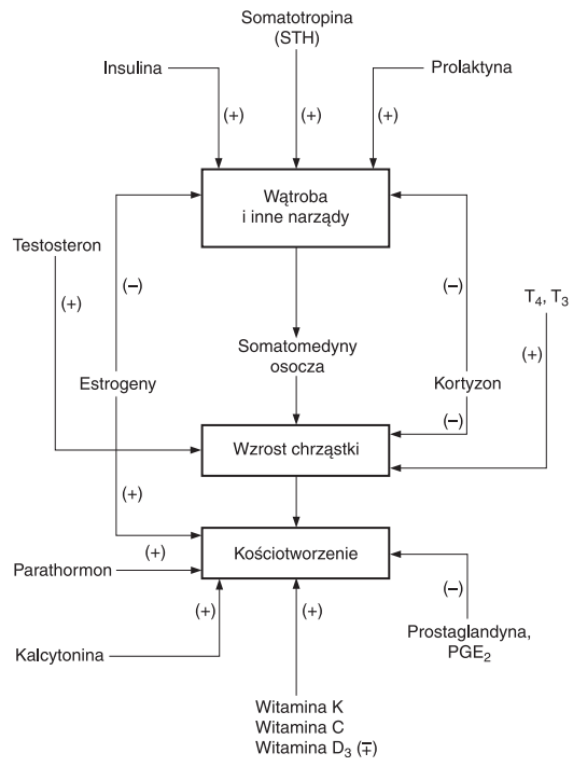 Somatotropina
(STH)
Insulina
Prolaktyna
(+)
(+)
(+)
Wątroba
i inne narządy
Testosteron
(+)
(–)
(–)
T₄, T₃
(+)
Somatomedyny
osocza
Estrogeny
Kortyzon
(–)
Wzrost chrząstki
(+)
(+)
Kościotworzenie
Parathormon
(–)
(+)
(+)
Prostaglandyna,
PGE₂
Kalcytonina
Witamina K
Witamina C
Witamina D₃ (∓)